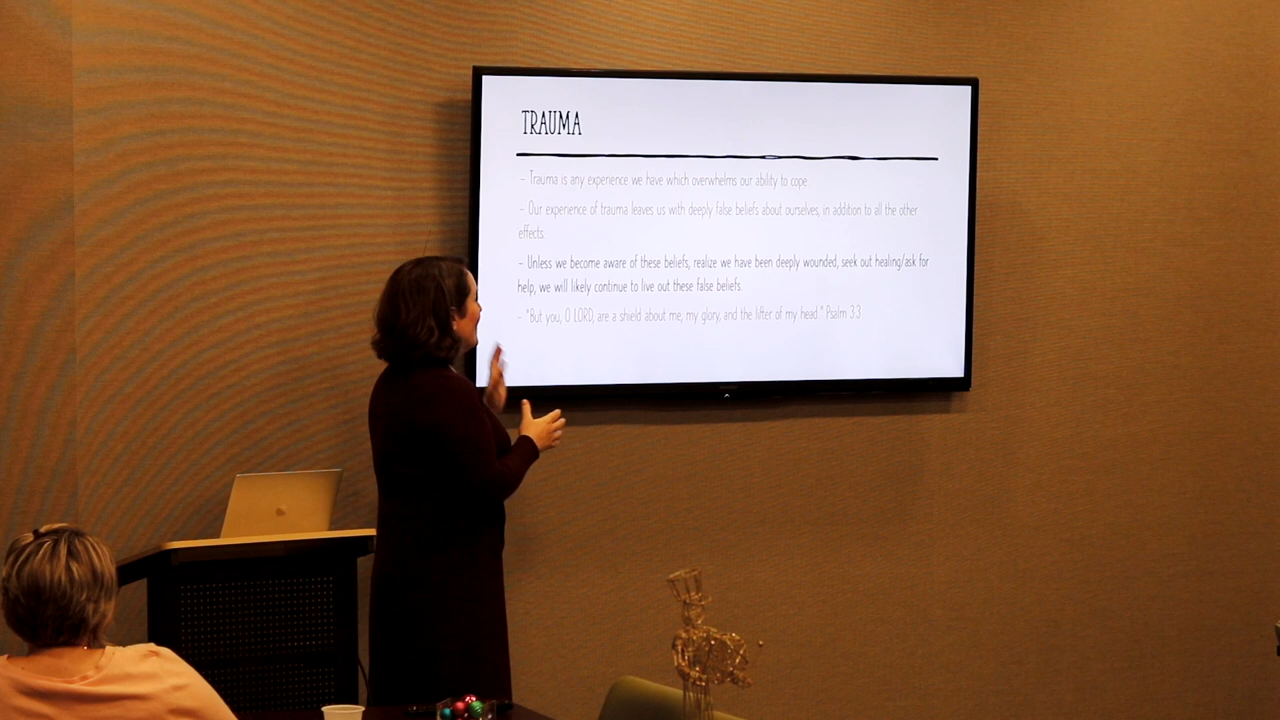 TRAUMA
- Trauma is any experience we have which overwhelms our ability to cope.
- Our experience of trauma leaves us with deeply false beliefs about ourselves, in addition to all the other
effects.
- Unless we become aware of these beliefs, realize we have been deeply wounded, seek out healing/ask for
help, we will likely continue to live out these false beliefs.
- "But you, O LORD, are a shield about me, my glory, and the lifter of my head." Psalm 3:3